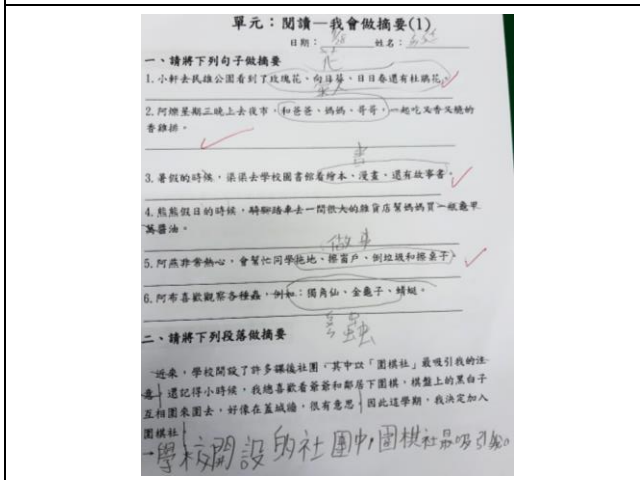 單元：閱讀—我會做摘要(1)
日期： 姓名：
一、請將下列句子做摘要
花
1.小軒去民雄公園看到了玫瑰花、向日葵、日日春還有杜鵑花。
家人
2.阿燦星期三晚上去夜市，和爸爸、媽媽、哥哥，一起吃又香又脆的
香雞排。
書
3.暑假的時候，梁梁去學校圖書館看繪本、漫畫、還有故事書。
4.熊熊假日的時候，騎腳踏車去一間很大的雜貨店幫媽媽買一瓶龜甲
萬醬油。
做事
5.阿燕非常熱心，會幫忙同學拖地、擦窗戶、倒垃圾和擦桌子。
6.阿布喜歡觀察各種蟲，例如：獨角仙、金龜子、蜻蜓。
蟲
二、請將下列段落做摘要
近來，學校開設了許多課後社團，其中以「圍棋社」最吸引我的注
意，還記得小時候，我總喜歡看爺爺和鄰居下圍棋，棋盤上的黑白子
互相圍來圍去，好像在蓋城牆，很有意思，因此這學期，我決定加入
圍棋社
→學校開設的社團中，圍棋社最吸引我。